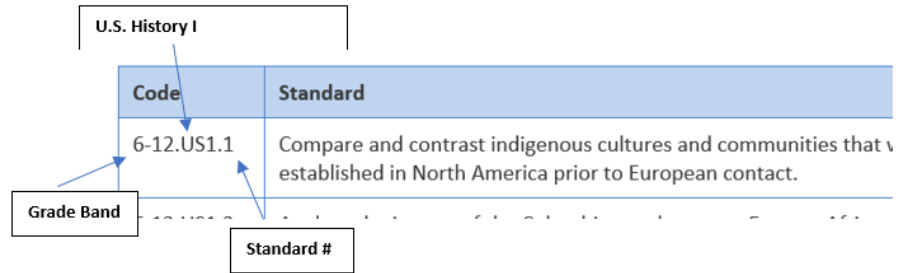 U.S. History I
Code Standard
6-12.US1.1 Compare and contrast indigenous cultures and communities that
established in North America prior to European contact.
Grade Band
Standard #